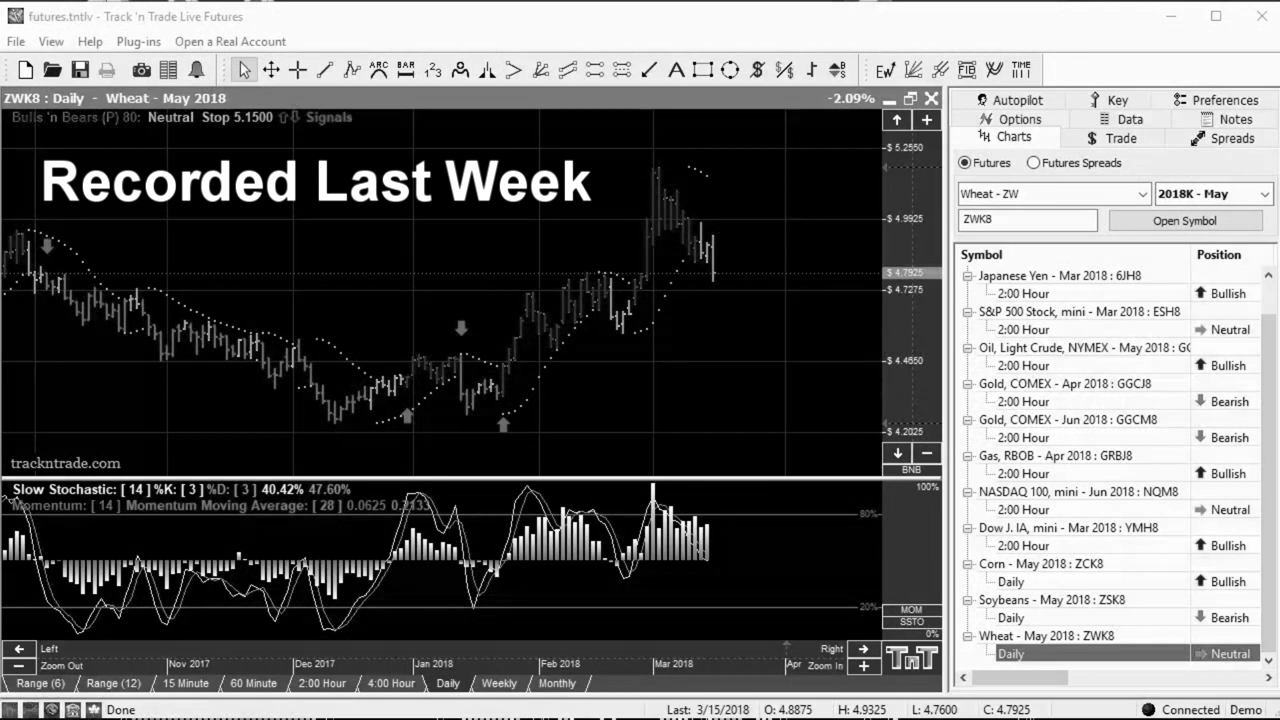 futures.tntlv - Track 'n Trade Live Futures
File View Help Plug-ins Open a Real Account
ZWK8 : Daily - Wheat - May 2018 -2.09%
Bulls 'n Bears (P) 80: Neutral Stop 5.1500 Signals
Recorded Last Week
$ 5.2550
$ 4.9925
$ 4.7925
$ 4.7275
$ 4.4650
$ 4.2025
trackntrade.com
BNB
Slow Stochastic: [ 14 ] %K: [ 3 ] %D: [ 3 ] 40.42% 47.60%
Momentum: [ 14 ] Momentum Moving Average: [ 28 ] 0.0625 0.2133
100%
80%
20%
MOM
SSTO
0%
Left Right
Zoom Out Nov 2017 Dec 2017 Jan 2018 Feb 2018 Mar 2018 Apr Zoom In
TNT
Range (6) Range (12) 15 Minute 60 Minute 2:00 Hour 4:00 Hour Daily Weekly Monthly
Autopilot Key Preferences
Options Data Notes
Charts Trade Spreads
Futures Futures Spreads
Wheat - ZW 2018K - May
ZWK8 Open Symbol
Symbol Position
Japanese Yen - Mar 2018 : 6JH8
2:00 Hour Bullish
S&P 500 Stock, mini - Mar 2018 : ESH8
2:00 Hour Neutral
Oil, Light Crude, NYMEX - May 2018 : GC
2:00 Hour Bullish
Gold, COMEX - Apr 2018 : GGCJ8
2:00 Hour Bearish
Gold, COMEX - Jun 2018 : GGCM8
2:00 Hour Bearish
Gas, RBOB - Apr 2018 : GRBJ8
2:00 Hour Bullish
NASDAQ 100, mini - Jun 2018 : NQM8
2:00 Hour Neutral
Dow J. IA, mini - Mar 2018 : YMH8
2:00 Hour Bullish
Corn - May 2018 : ZCK8
Daily Bullish
Soybeans - May 2018 : ZSK8
Daily Bearish
Wheat - May 2018 : ZWK8
Daily Neutral
Done Last: 3/15/2018 O: 4.8875 H: 4.9325 L: 4.7600 C: 4.7925 Connected Demo